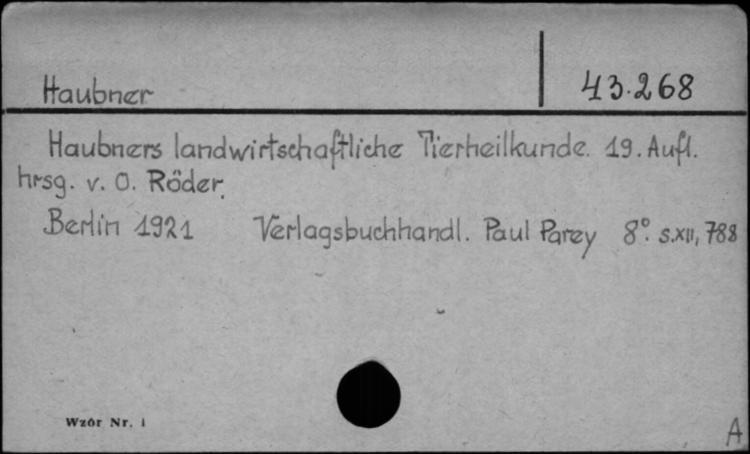 Haubner 43.268
Haubners landwirtschaftliche Tierheilkunde. 19. Aufl.
hrsg. v. O. Röder.
Berlin 1921 Verlagsbuchhandl. Paul Parey 8°. s.XII, 788
Wzór Nr. 1
A